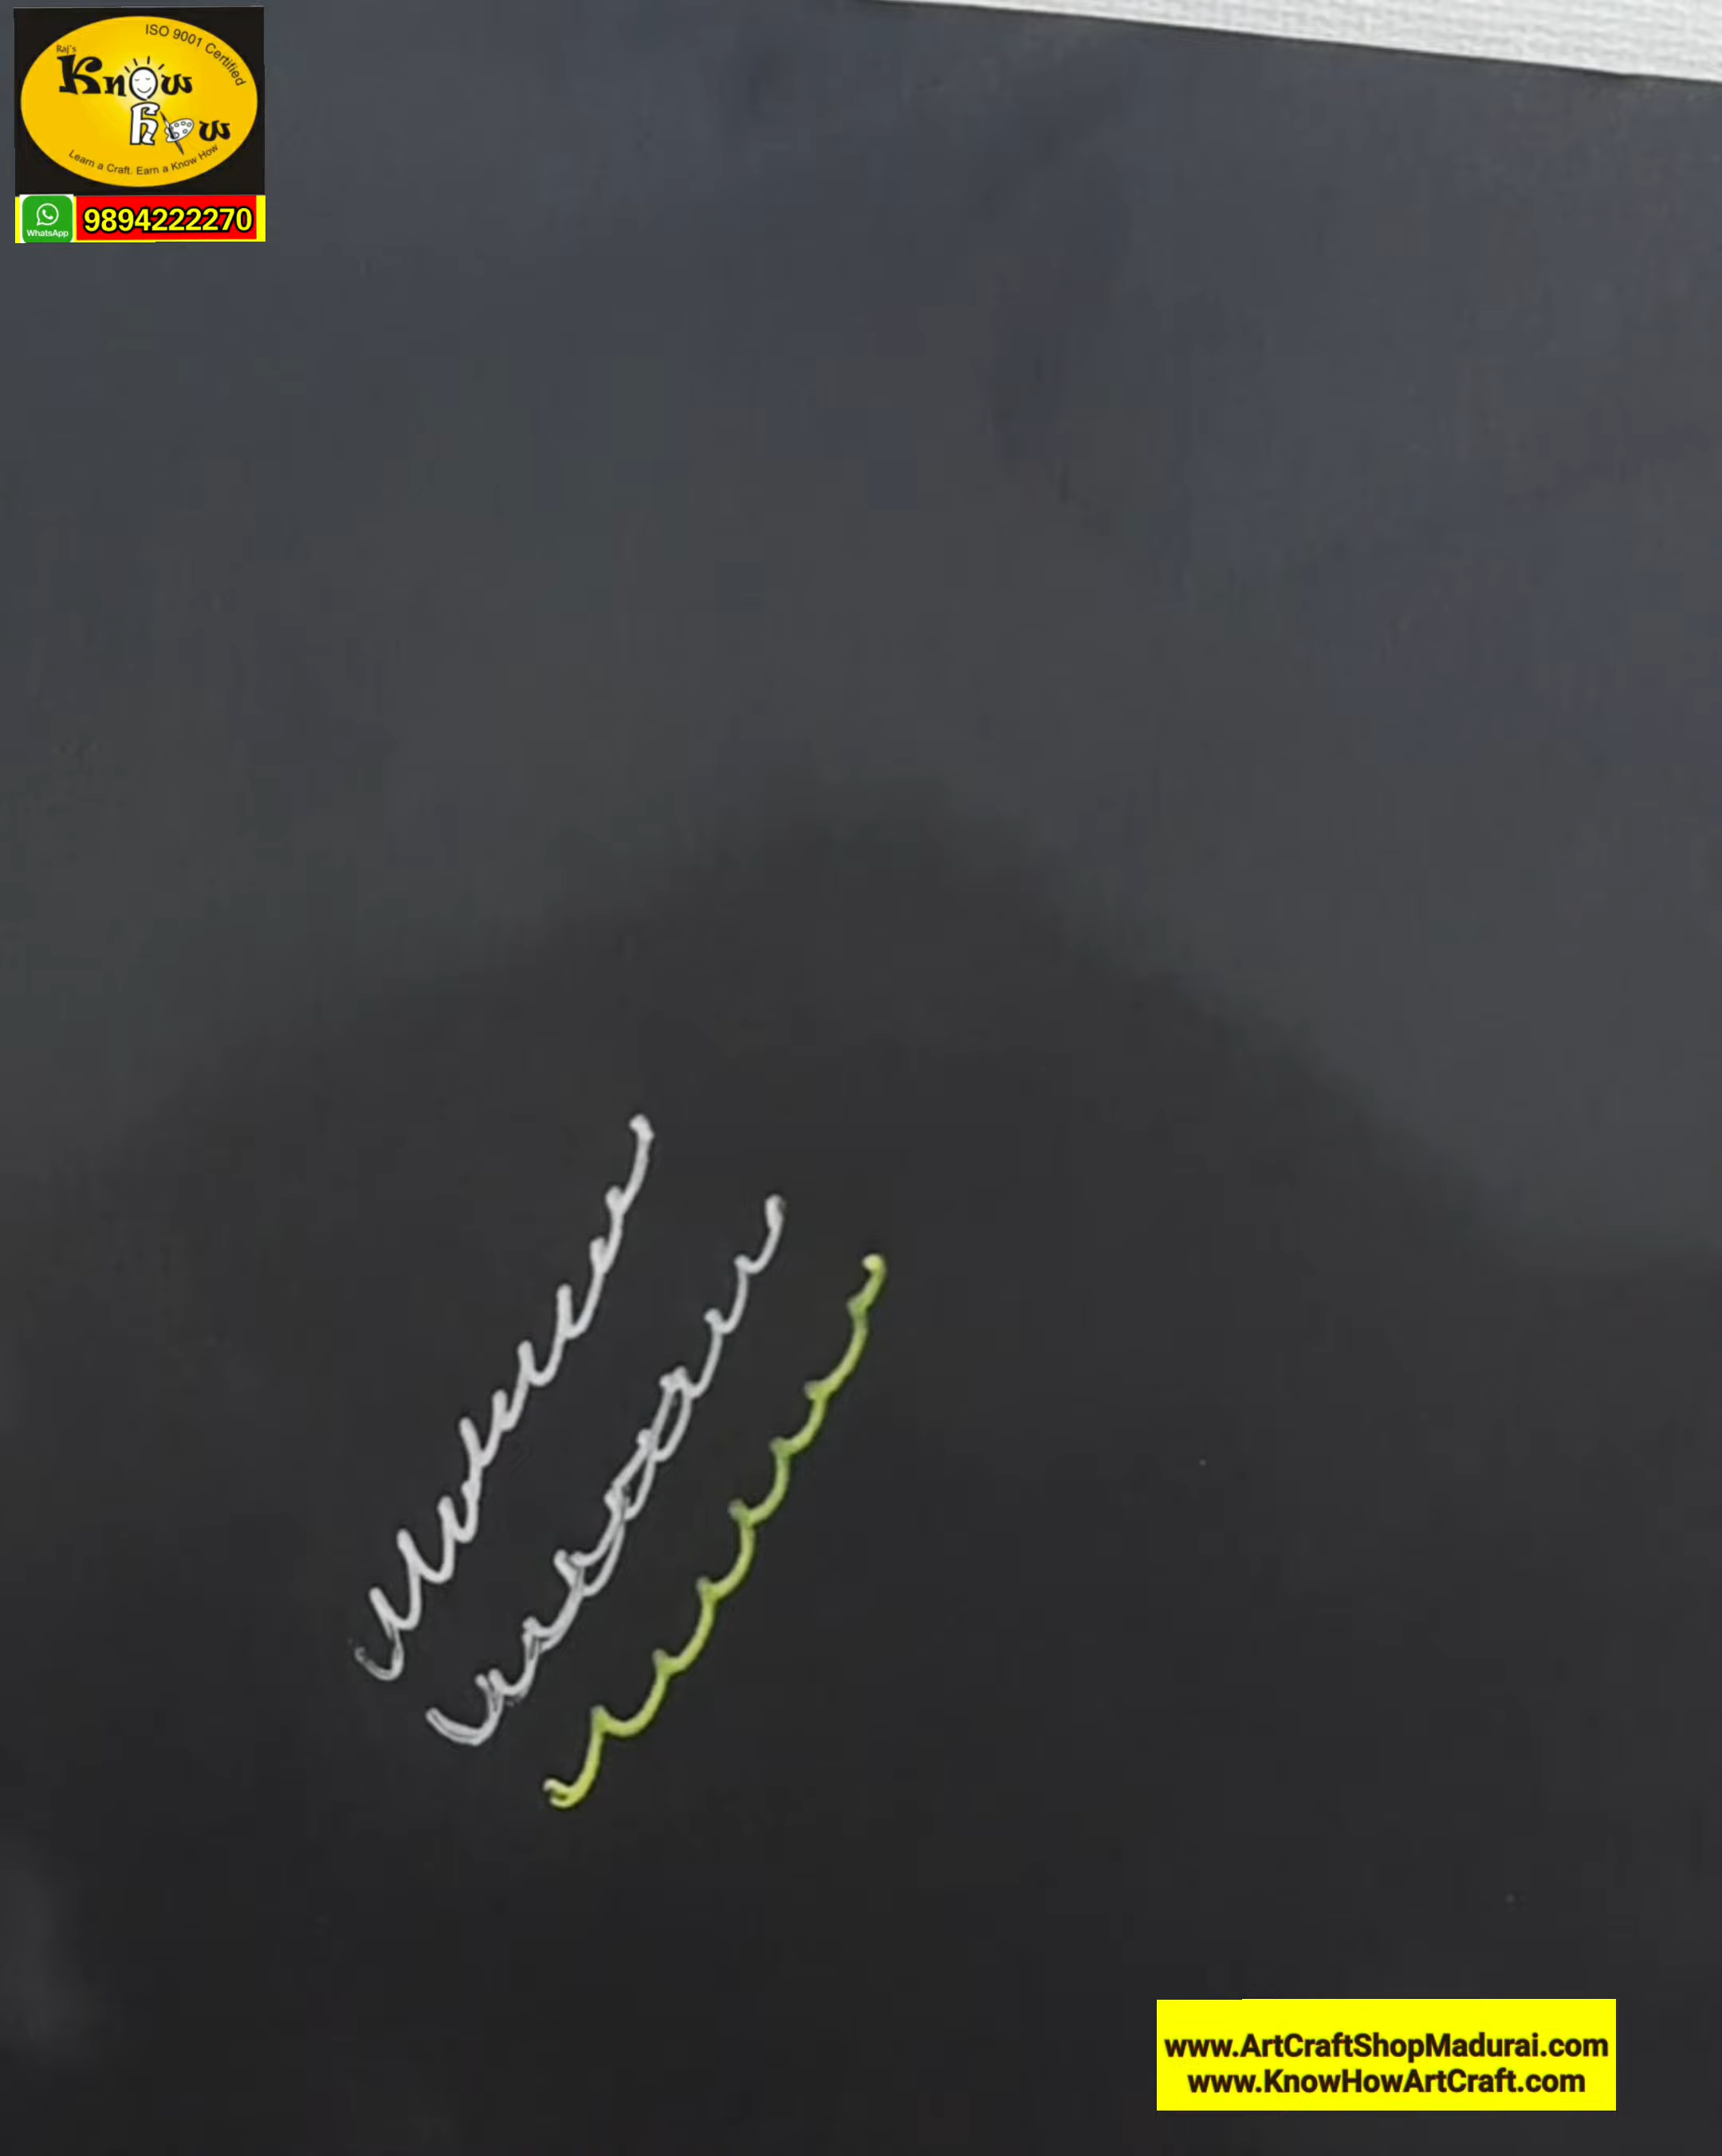 ISO 9001 Certified
Raj's
Know
How
Learn a Craft. Earn a Know How
WhatsApp
9894222270
www.ArtCraftShopMadurai.com
www.KnowHowArtCraft.com